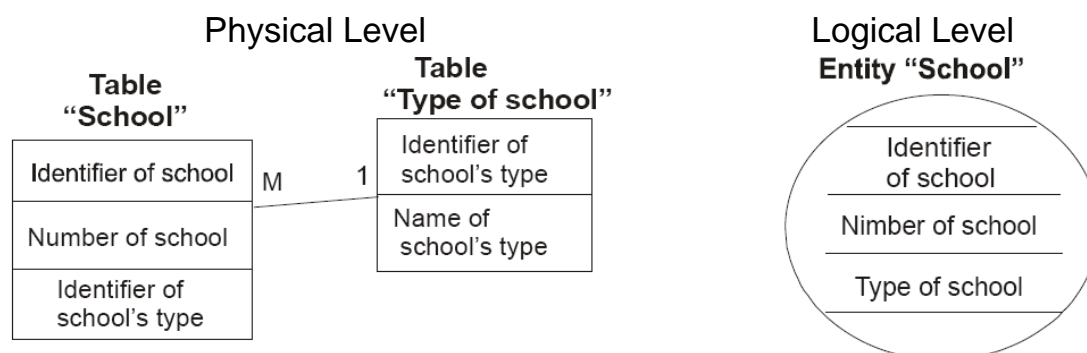 Physical Level
Table
“School”
Identifier of school
Number of school
Identifier of
school’s type
M
1
Table
“Type of school”
Identifier of
school’s type
Name of
school’s type
Logical Level
Entity “School”
Identifier
of school
Nimber of school
Type of school